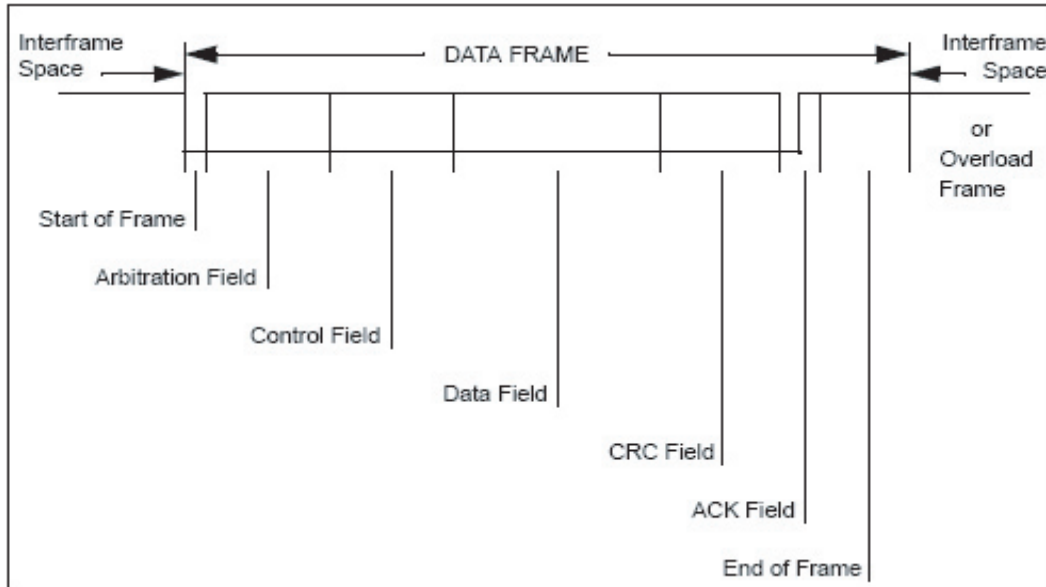 Interframe
Space
DATA FRAME
Interframe
Space
or
Overload
Frame
Start of Frame
Arbitration Field
Control Field
Data Field
CRC Field
ACK Field
End of Frame